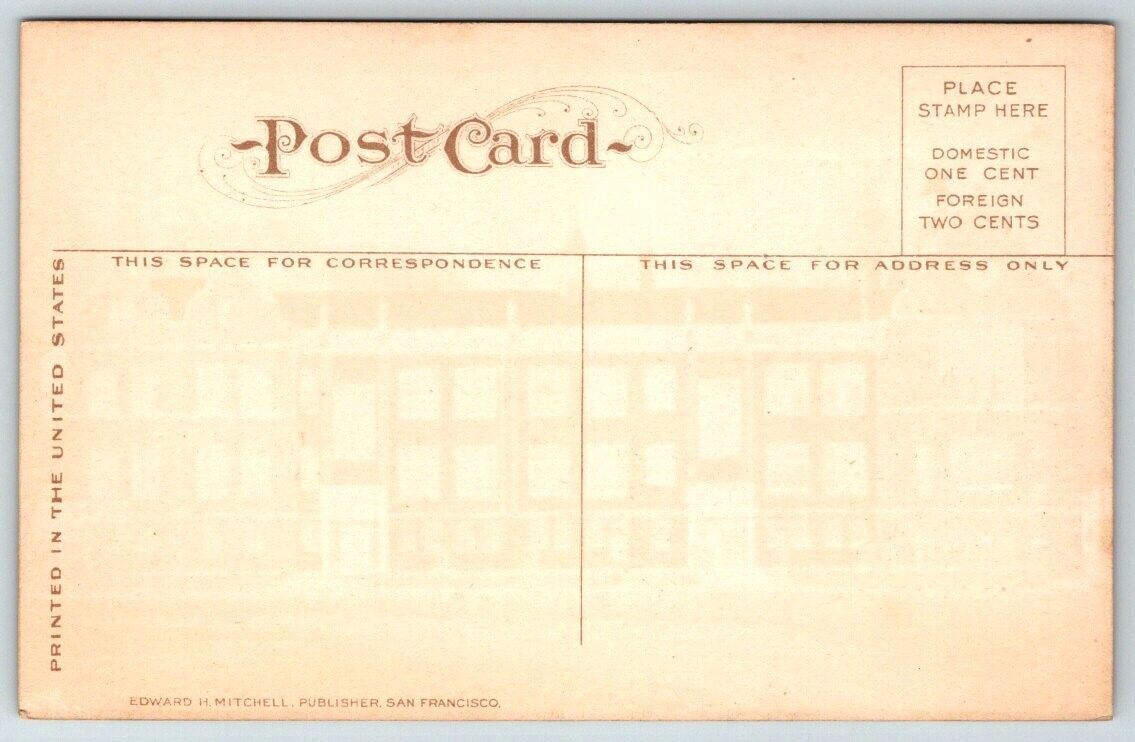 ~Post Card~
PLACE
STAMP HERE
DOMESTIC
ONE CENT
FOREIGN
TWO CENTS
THIS SPACE FOR CORRESPONDENCE
THIS SPACE FOR ADDRESS ONLY
PRINTED IN THE UNITED STATES
EDWARD H. MITCHELL, PUBLISHER, SAN FRANCISCO.